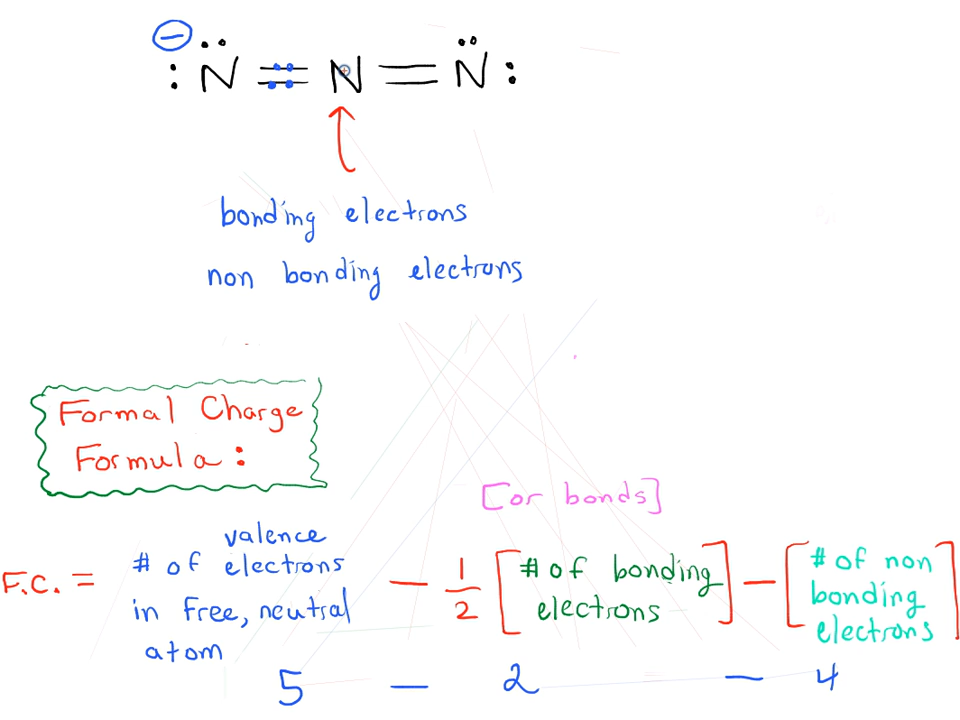 ⊖
:N̈ = N = N̈:
bonding electrons
non bonding electrons
Formal Charge
Formula:
[or bonds]
F.C. = # of valence electrons in free, neutral atom − 1/2 [# of bonding electrons] − [# of non bonding electrons]
5 − 2 − 4